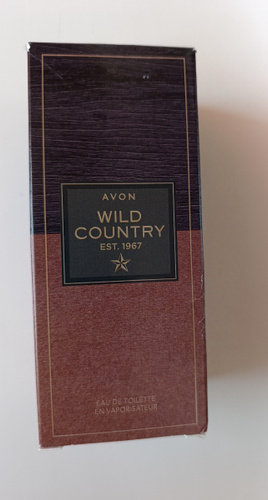 AVON
WILD
COUNTRY
EST. 1967
EAU DE TOILETTE
EN VAPORISATEUR